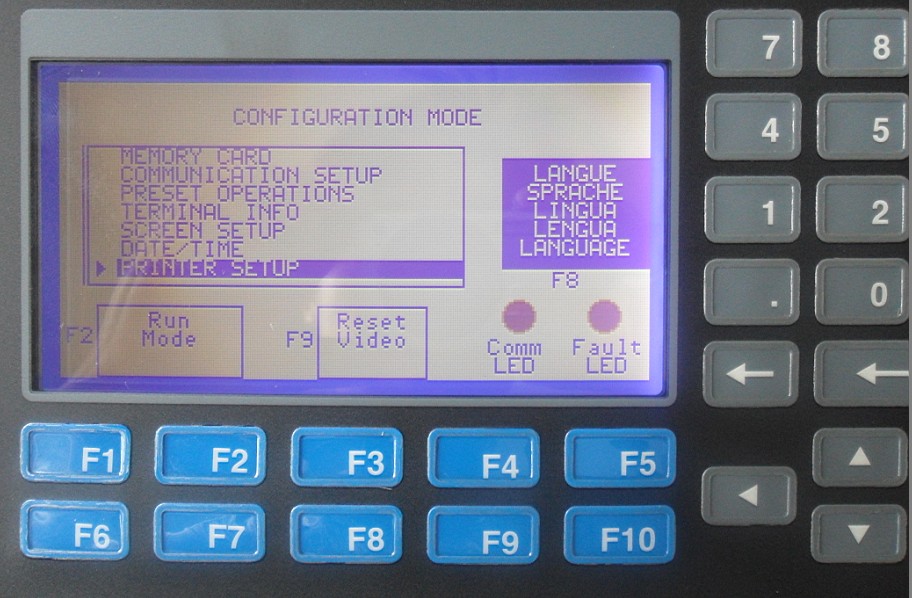 CONFIGURATION MODE
MEMORY CARD
COMMUNICATION SETUP
PRESET OPERATIONS
TERMINAL INFO
SCREEN SETUP
DATE/TIME
PRINTER SETUP
LANGUE
SPRACHE
LINGUA
LENGUA
LANGUAGE
F8
F2
Run
Mode
F9
Reset
Video
Comm
LED
Fault
LED
7
8
4
5
1
2
.
0
F1
F2
F3
F4
F5
F6
F7
F8
F9
F10